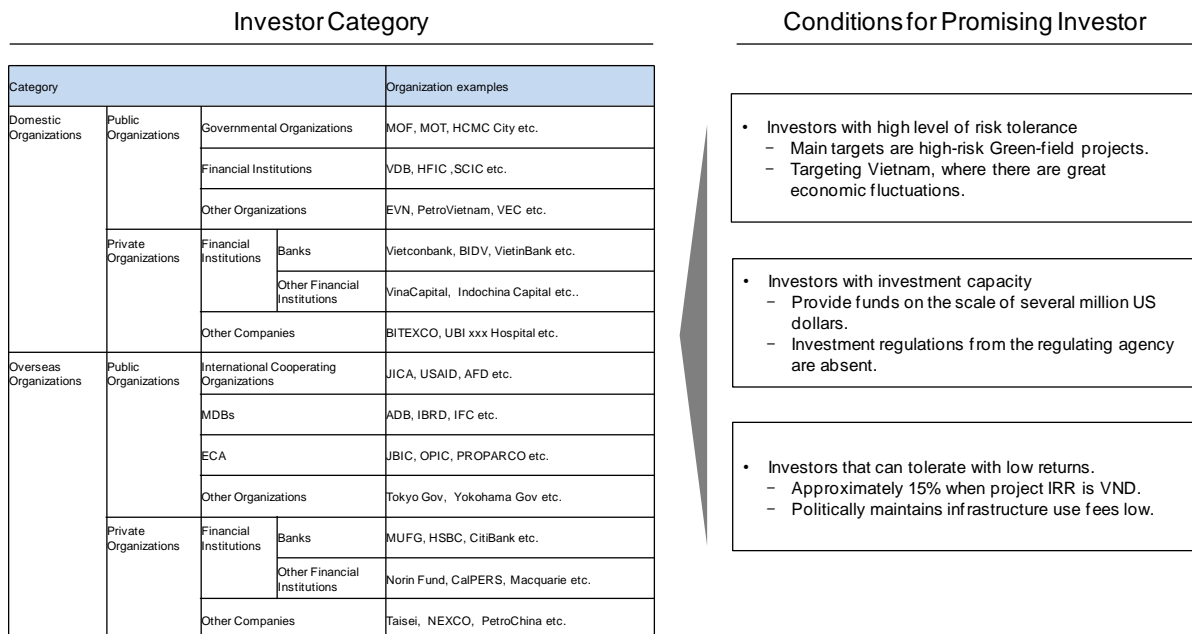 Investor Category
Category
Organization examples
Domestic
Organizations
Public
Organizations
Governmental Organizations
MOF, MOT, HCMC City etc.
Financial Institutions
VDB, HFIC ,SCIC etc.
Other Organizations
EVN, PetroVietnam, VEC etc.
Private
Organizations
Financial
Institutions
Banks
Vietconbank, BIDV, VietinBank etc.
Other Financial
Institutions
VinaCapital, Indochina Capital etc..
Other Companies
BITEXCO, UBI xxx Hospital etc.
Overseas
Organizations
Public
Organizations
International Cooperating
Organizations
JICA, USAID, AFD etc.
MDBs
ADB, IBRD, IFC etc.
ECA
JBIC, OPIC, PROPARCO etc.
Other Organizations
Tokyo Gov, Yokohama Gov etc.
Private
Organizations
Financial
Institutions
Banks
MUFG, HSBC, CitiBank etc.
Other Financial
Institutions
Norin Fund, CalPERS, Macquarie etc.
Other Companies
Taisei, NEXCO, PetroChina etc.
Conditions for Promising Investor
• Investors with high level of risk tolerance
− Main targets are high-risk Green-field projects.
− Targeting Vietnam, where there are great
economic fluctuations.
• Investors with investment capacity
− Provide funds on the scale of several million US
dollars.
− Investment regulations from the regulating agency
are absent.
• Investors that can tolerate with low returns.
− Approximately 15% when project IRR is VND.
− Politically maintains infrastructure use fees low.